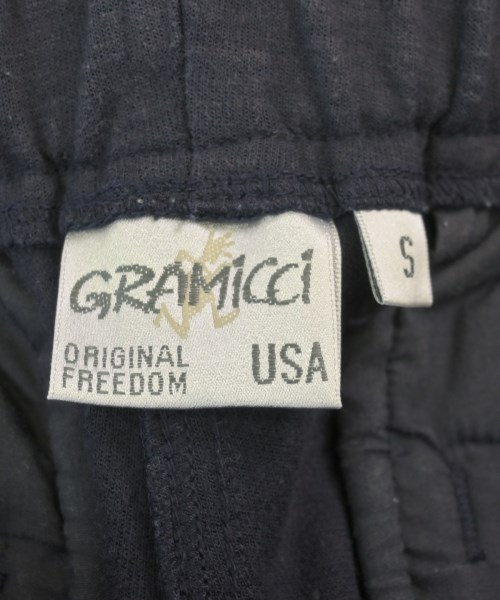 GRAMiCCi
ORIGINAL
FREEDOM
USA
S